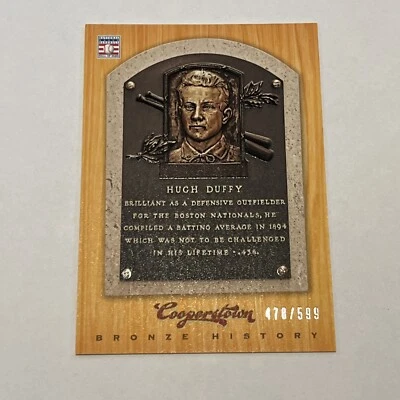 HUGH DUFFY
BRILLIANT AS A DEFENSIVE OUTFIELDER
FOR THE BOSTON NATIONALS, HE
COMPILED A BATTING AVERAGE IN 1894
WHICH WAS NOT TO BE CHALLENGED
IN HIS LIFETIME - .438.
Cooperstown
478/599
BRONZE HISTORY